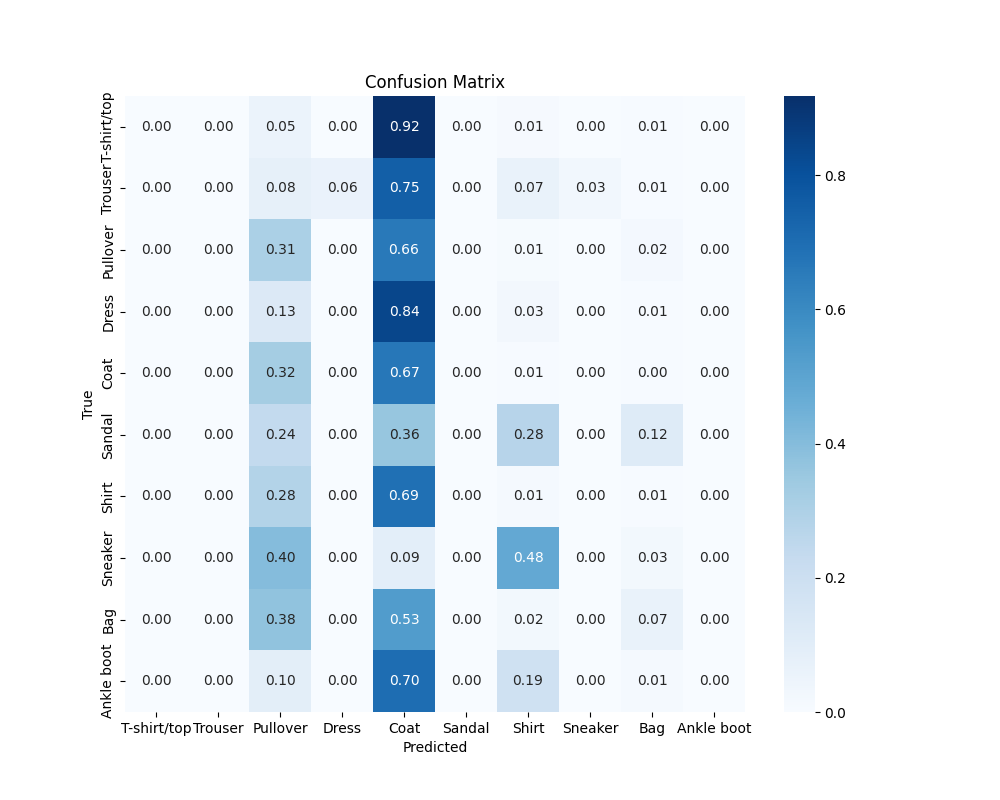 Confusion Matrix
T-shirt/top 0.00 0.00 0.05 0.00 0.92 0.00 0.01 0.00 0.01 0.00
Trouser 0.00 0.00 0.08 0.06 0.75 0.00 0.07 0.03 0.01 0.00
Pullover 0.00 0.00 0.31 0.00 0.66 0.00 0.01 0.00 0.02 0.00
Dress 0.00 0.00 0.13 0.00 0.84 0.00 0.03 0.00 0.01 0.00
Coat 0.00 0.00 0.32 0.00 0.67 0.00 0.01 0.00 0.00 0.00
Sandal 0.00 0.00 0.24 0.00 0.36 0.00 0.28 0.00 0.12 0.00
Shirt 0.00 0.00 0.28 0.00 0.69 0.00 0.01 0.00 0.01 0.00
Sneaker 0.00 0.00 0.40 0.00 0.09 0.00 0.48 0.00 0.03 0.00
Bag 0.00 0.00 0.38 0.00 0.53 0.00 0.02 0.00 0.07 0.00
Ankle boot 0.00 0.00 0.10 0.00 0.70 0.00 0.19 0.00 0.01 0.00
True
T-shirt/top Trouser Pullover Dress Coat Sandal Shirt Sneaker Bag Ankle boot
Predicted
0.8
0.6
0.4
0.2
0.0